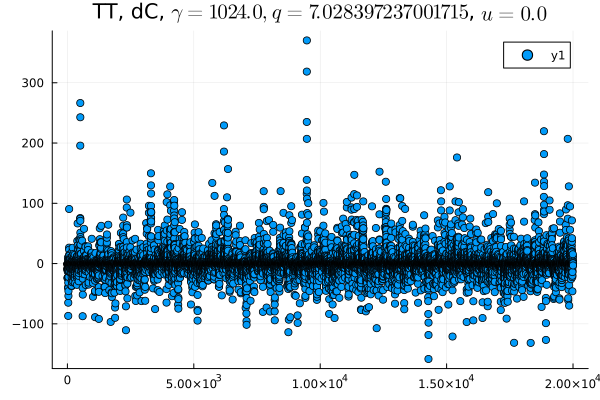 TT, dC, γ = 1024.0, q = 7.028397237001715, u = 0.0
y1
300
200
100
0
−100
0 5.00×10³ 1.00×10⁴ 1.50×10⁴ 2.00×10⁴